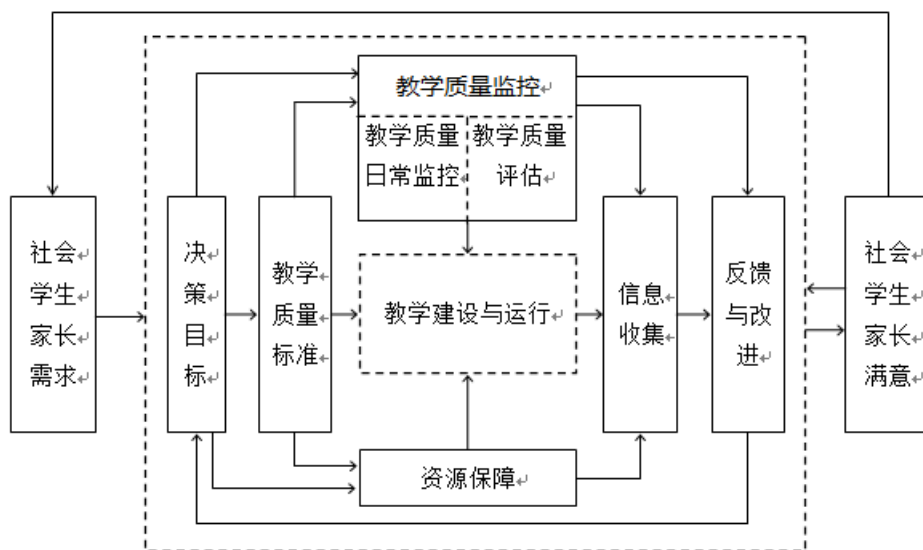 教学质量监控
教学质量
日常监控
教学质量
评估
社会
学生
家长
需求
决
策
目
标
教学
质量
标准
教学建设与运行
信息
收集
反馈
与改
进
社会
学生
家长
满意
资源保障